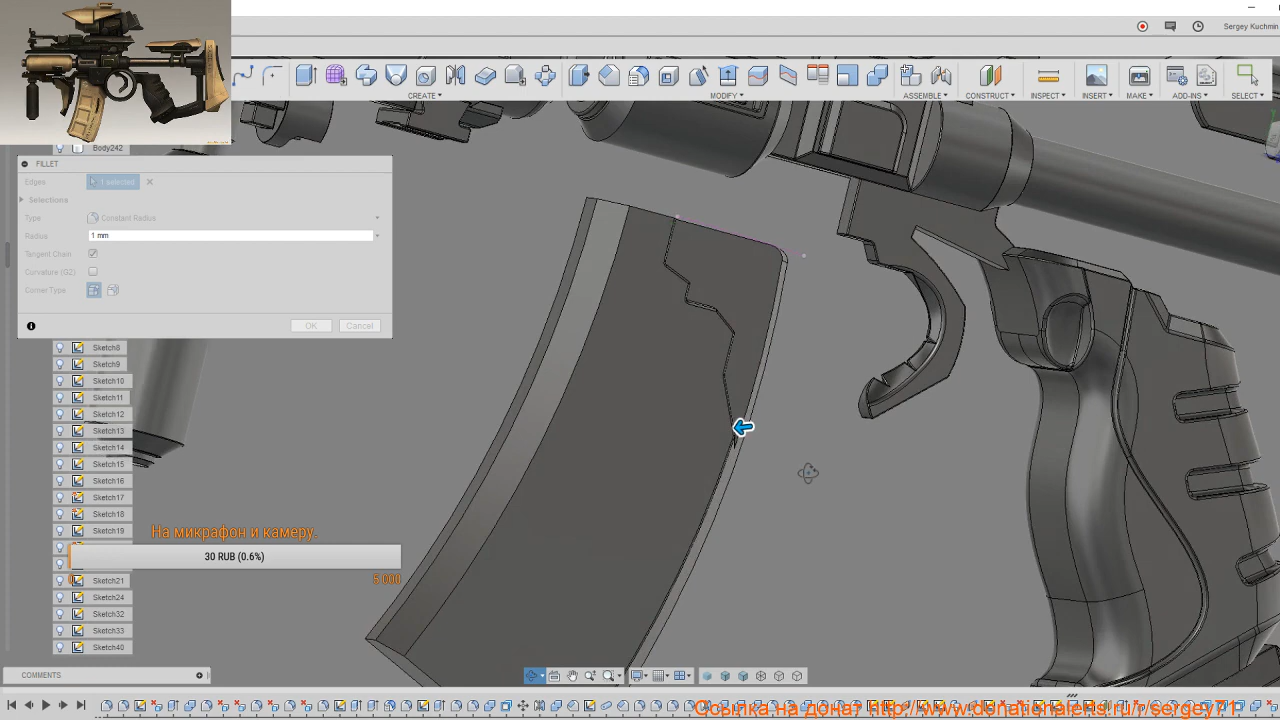 Sergey Kuchmin
CREATE
MODIFY
ASSEMBLE
CONSTRUCT
INSPECT
INSERT
MAKE
ADD-INS
SELECT
Body242
FILLET
Edges
1 selected
Selections
Type
Constant Radius
Radius
1 mm
Tangent Chain
Curvature (G2)
Corner Type
OK
Cancel
Sketch8
Sketch9
Sketch10
Sketch11
Sketch12
Sketch13
Sketch14
Sketch15
Sketch16
Sketch17
Sketch18
Sketch19
На микрафон и камеру.
30 RUB (0.6%)
0
5 000
Sketch21
Sketch24
Sketch32
Sketch33
Sketch40
COMMENTS
Ссылка на донат http://www.donationalerts.ru/r/sergey71.